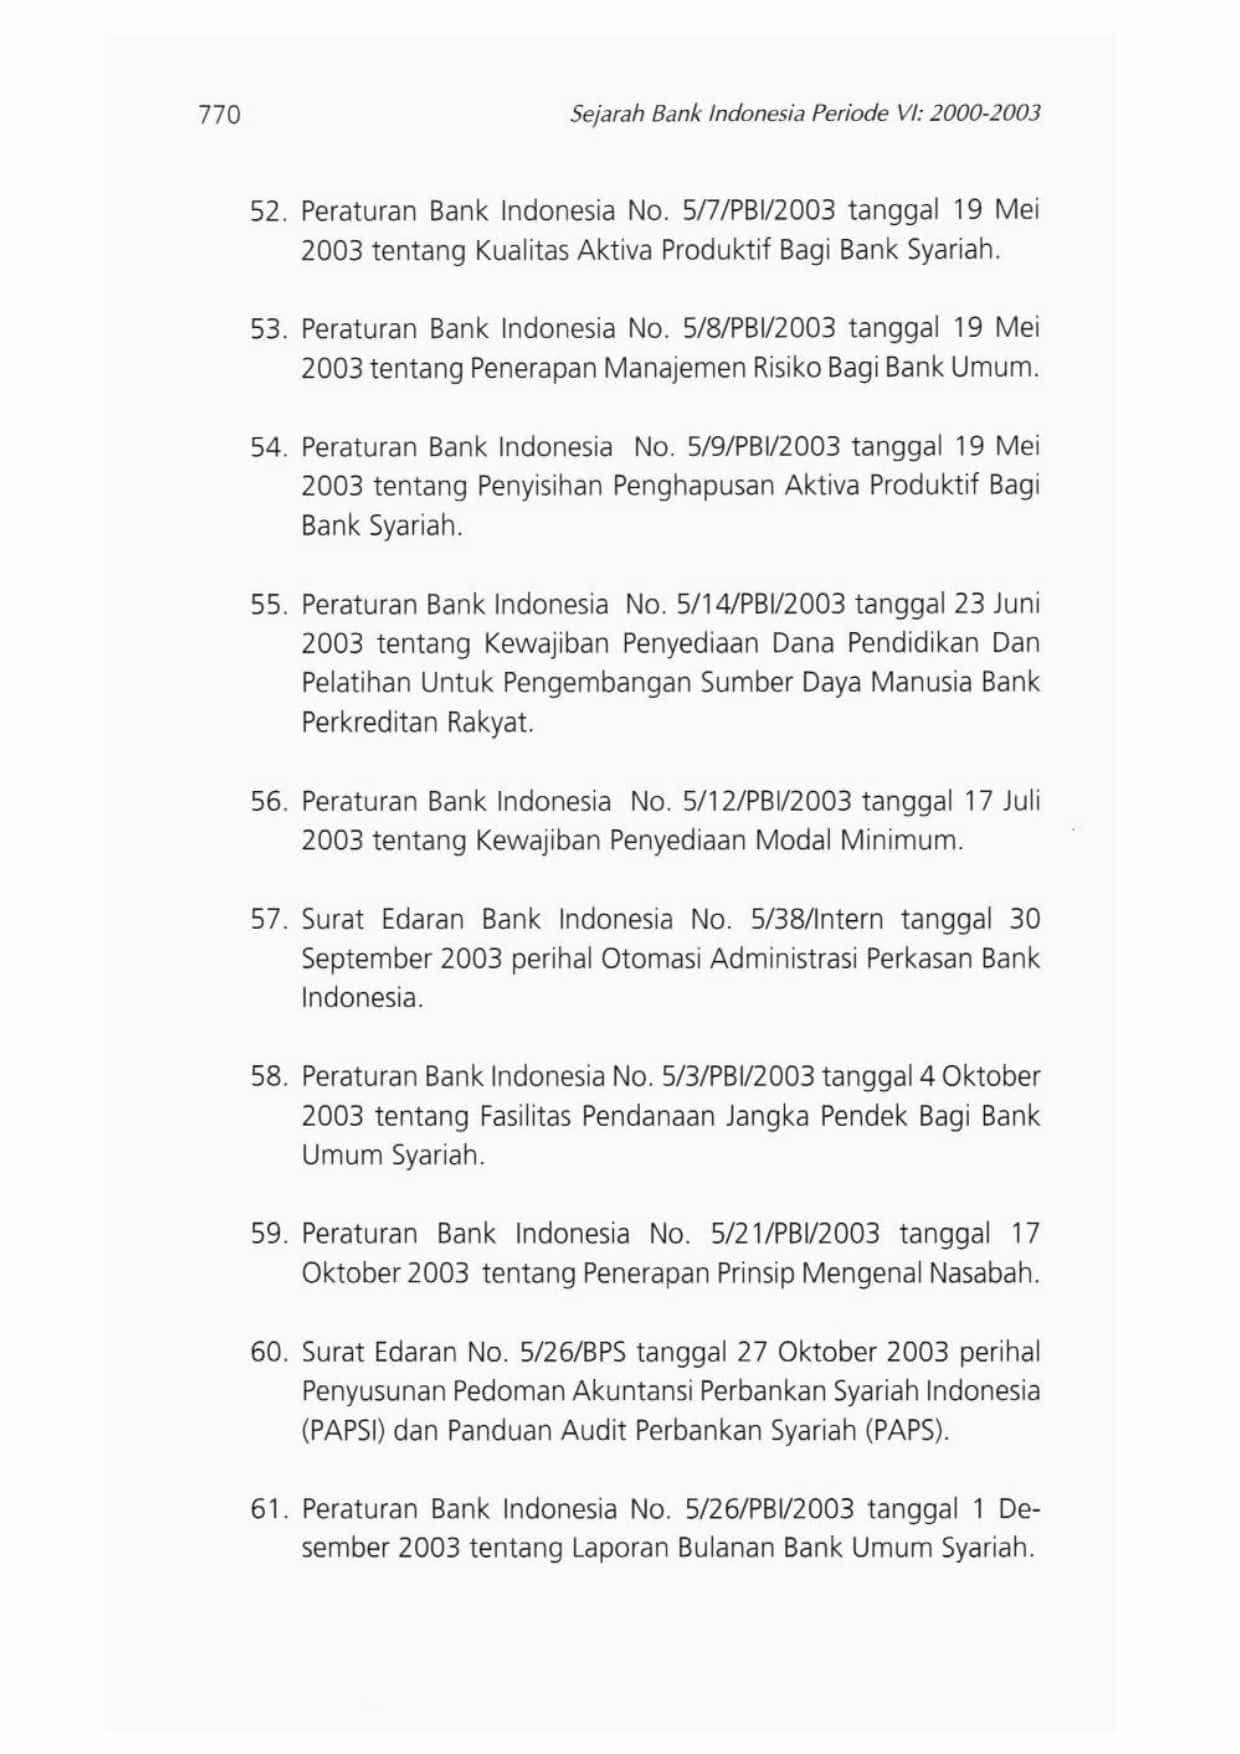 770
Sejarah Bank Indonesia Periode VI: 2000-2003
52. Peraturan Bank Indonesia No. 5/7/PBI/2003 tanggal 19 Mei
2003 tentang Kualitas Aktiva Produktif Bagi Bank Syariah.
53. Peraturan Bank Indonesia No. 5/8/PBI/2003 tanggal 19 Mei
2003 tentang Penerapan Manajemen Risiko Bagi Bank Umum.
54. Peraturan Bank Indonesia No. 5/9/PBI/2003 tanggal 19 Mei
2003 tentang Penyisihan Penghapusan Aktiva Produktif Bagi
Bank Syariah.
55. Peraturan Bank Indonesia No. 5/14/PBI/2003 tanggal 23 Juni
2003 tentang Kewajiban Penyediaan Dana Pendidikan Dan
Pelatihan Untuk Pengembangan Sumber Daya Manusia Bank
Perkreditan Rakyat.
56. Peraturan Bank Indonesia No. 5/12/PBI/2003 tanggal 17 Juli
2003 tentang Kewajiban Penyediaan Modal Minimum.
57. Surat Edaran Bank Indonesia No. 5/38/Intern tanggal 30
September 2003 perihal Otomasi Administrasi Perkasan Bank
Indonesia.
58. Peraturan Bank Indonesia No. 5/3/PBI/2003 tanggal 4 Oktober
2003 tentang Fasilitas Pendanaan Jangka Pendek Bagi Bank
Umum Syariah.
59. Peraturan Bank Indonesia No. 5/21/PBI/2003 tanggal 17
Oktober 2003 tentang Penerapan Prinsip Mengenal Nasabah.
60. Surat Edaran No. 5/26/BPS tanggal 27 Oktober 2003 perihal
Penyusunan Pedoman Akuntansi Perbankan Syariah Indonesia
(PAPSI) dan Panduan Audit Perbankan Syariah (PAPS).
61. Peraturan Bank Indonesia No. 5/26/PBI/2003 tanggal 1 De-
sember 2003 tentang Laporan Bulanan Bank Umum Syariah.